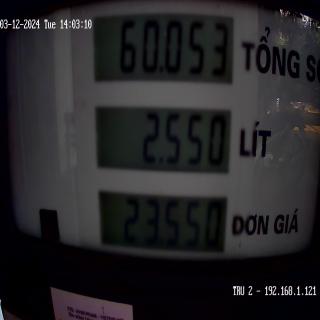 03-12-2024 Tue 14:03:10
60.053 TỔNG SỐ
2.550 LÍT
23.550 ĐƠN GIÁ
TRU 2 - 192.168.1.121